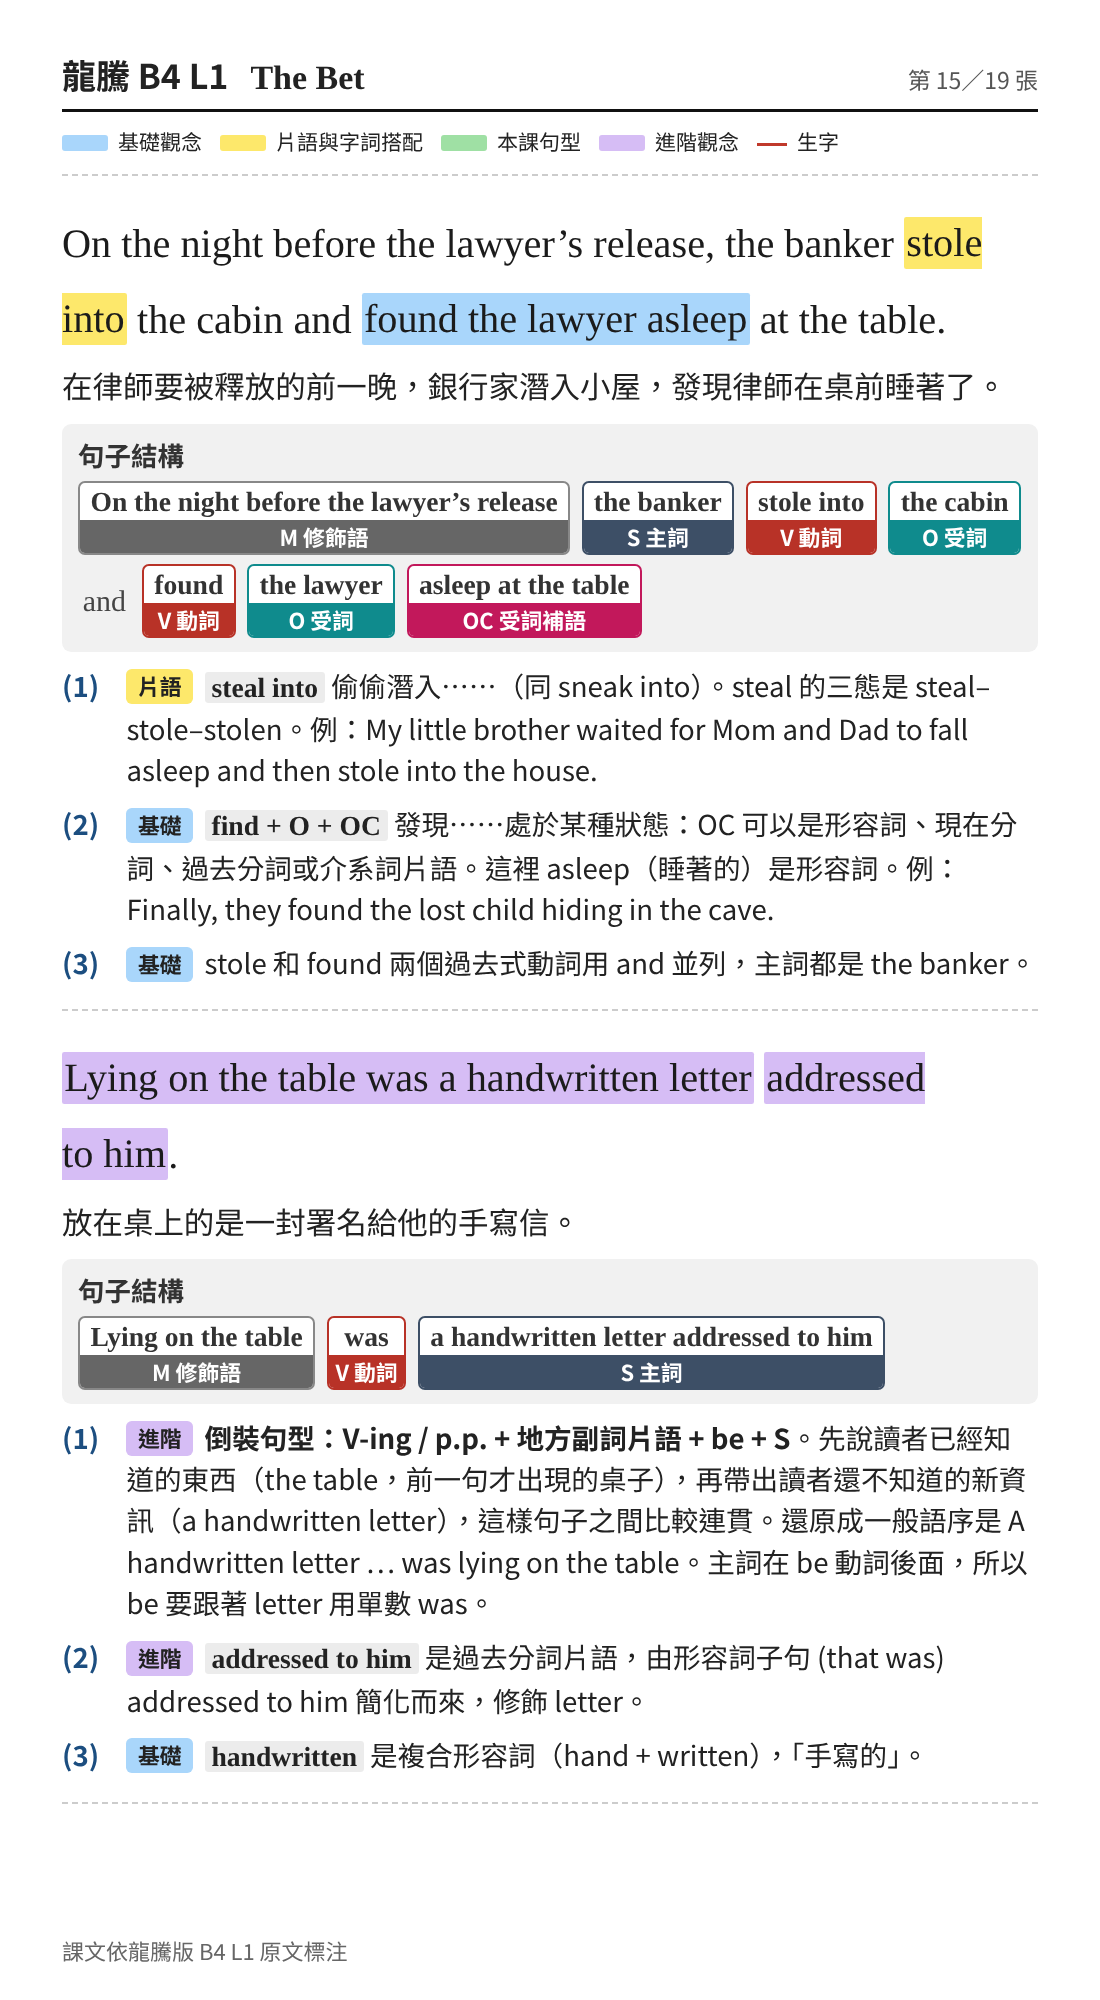 龍騰 B4 L1 The Bet
第 15／19 張
基礎觀念 片語與字詞搭配 本課句型 進階觀念 生字
On the night before the lawyer’s release, the banker stole
into the cabin and found the lawyer asleep at the table.
在律師要被釋放的前一晚，銀行家潛入小屋，發現律師在桌前睡著了。
句子結構
On the night before the lawyer’s release the banker stole into the cabin
M 修飾語 S 主詞 V 動詞 O 受詞
and found the lawyer asleep at the table
V 動詞 O 受詞 OC 受詞補語
(1) 片語 steal into 偷偷潛入⋯⋯（同 sneak into）。steal 的三態是 steal–
stole–stolen。例：My little brother waited for Mom and Dad to fall
asleep and then stole into the house.
(2) 基礎 find + O + OC 發現⋯⋯處於某種狀態：OC 可以是形容詞、現在分
詞、過去分詞或介系詞片語。這裡 asleep（睡著的）是形容詞。例：
Finally, they found the lost child hiding in the cave.
(3) 基礎 stole 和 found 兩個過去式動詞用 and 並列，主詞都是 the banker。
Lying on the table was a handwritten letter addressed
to him.
放在桌上的是一封署名給他的手寫信。
句子結構
Lying on the table was a handwritten letter addressed to him
M 修飾語 V 動詞 S 主詞
(1) 進階 倒裝句型：V-ing / p.p. + 地方副詞片語 + be + S。先說讀者已經知
道的東西（the table，前一句才出現的桌子），再帶出讀者還不知道的新資
訊（a handwritten letter），這樣句子之間比較連貫。還原成一般語序是 A
handwritten letter … was lying on the table。主詞在 be 動詞後面，所以
be 要跟著 letter 用單數 was。
(2) 進階 addressed to him 是過去分詞片語，由形容詞子句 (that was)
addressed to him 簡化而來，修飾 letter。
(3) 基礎 handwritten 是複合形容詞（hand + written），「手寫的」。
課文依龍騰版 B4 L1 原文標注